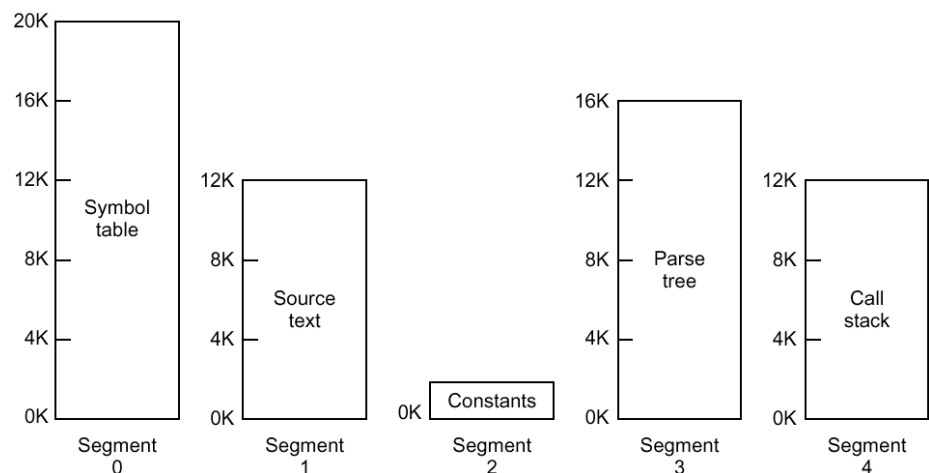 20K
16K
12K
8K
4K
0K
Symbol
table
Segment
0
12K
8K
4K
0K
Source
text
Segment
1
0K
Constants
Segment
2
16K
12K
8K
4K
0K
Parse
tree
Segment
3
12K
8K
4K
0K
Call
stack
Segment
4